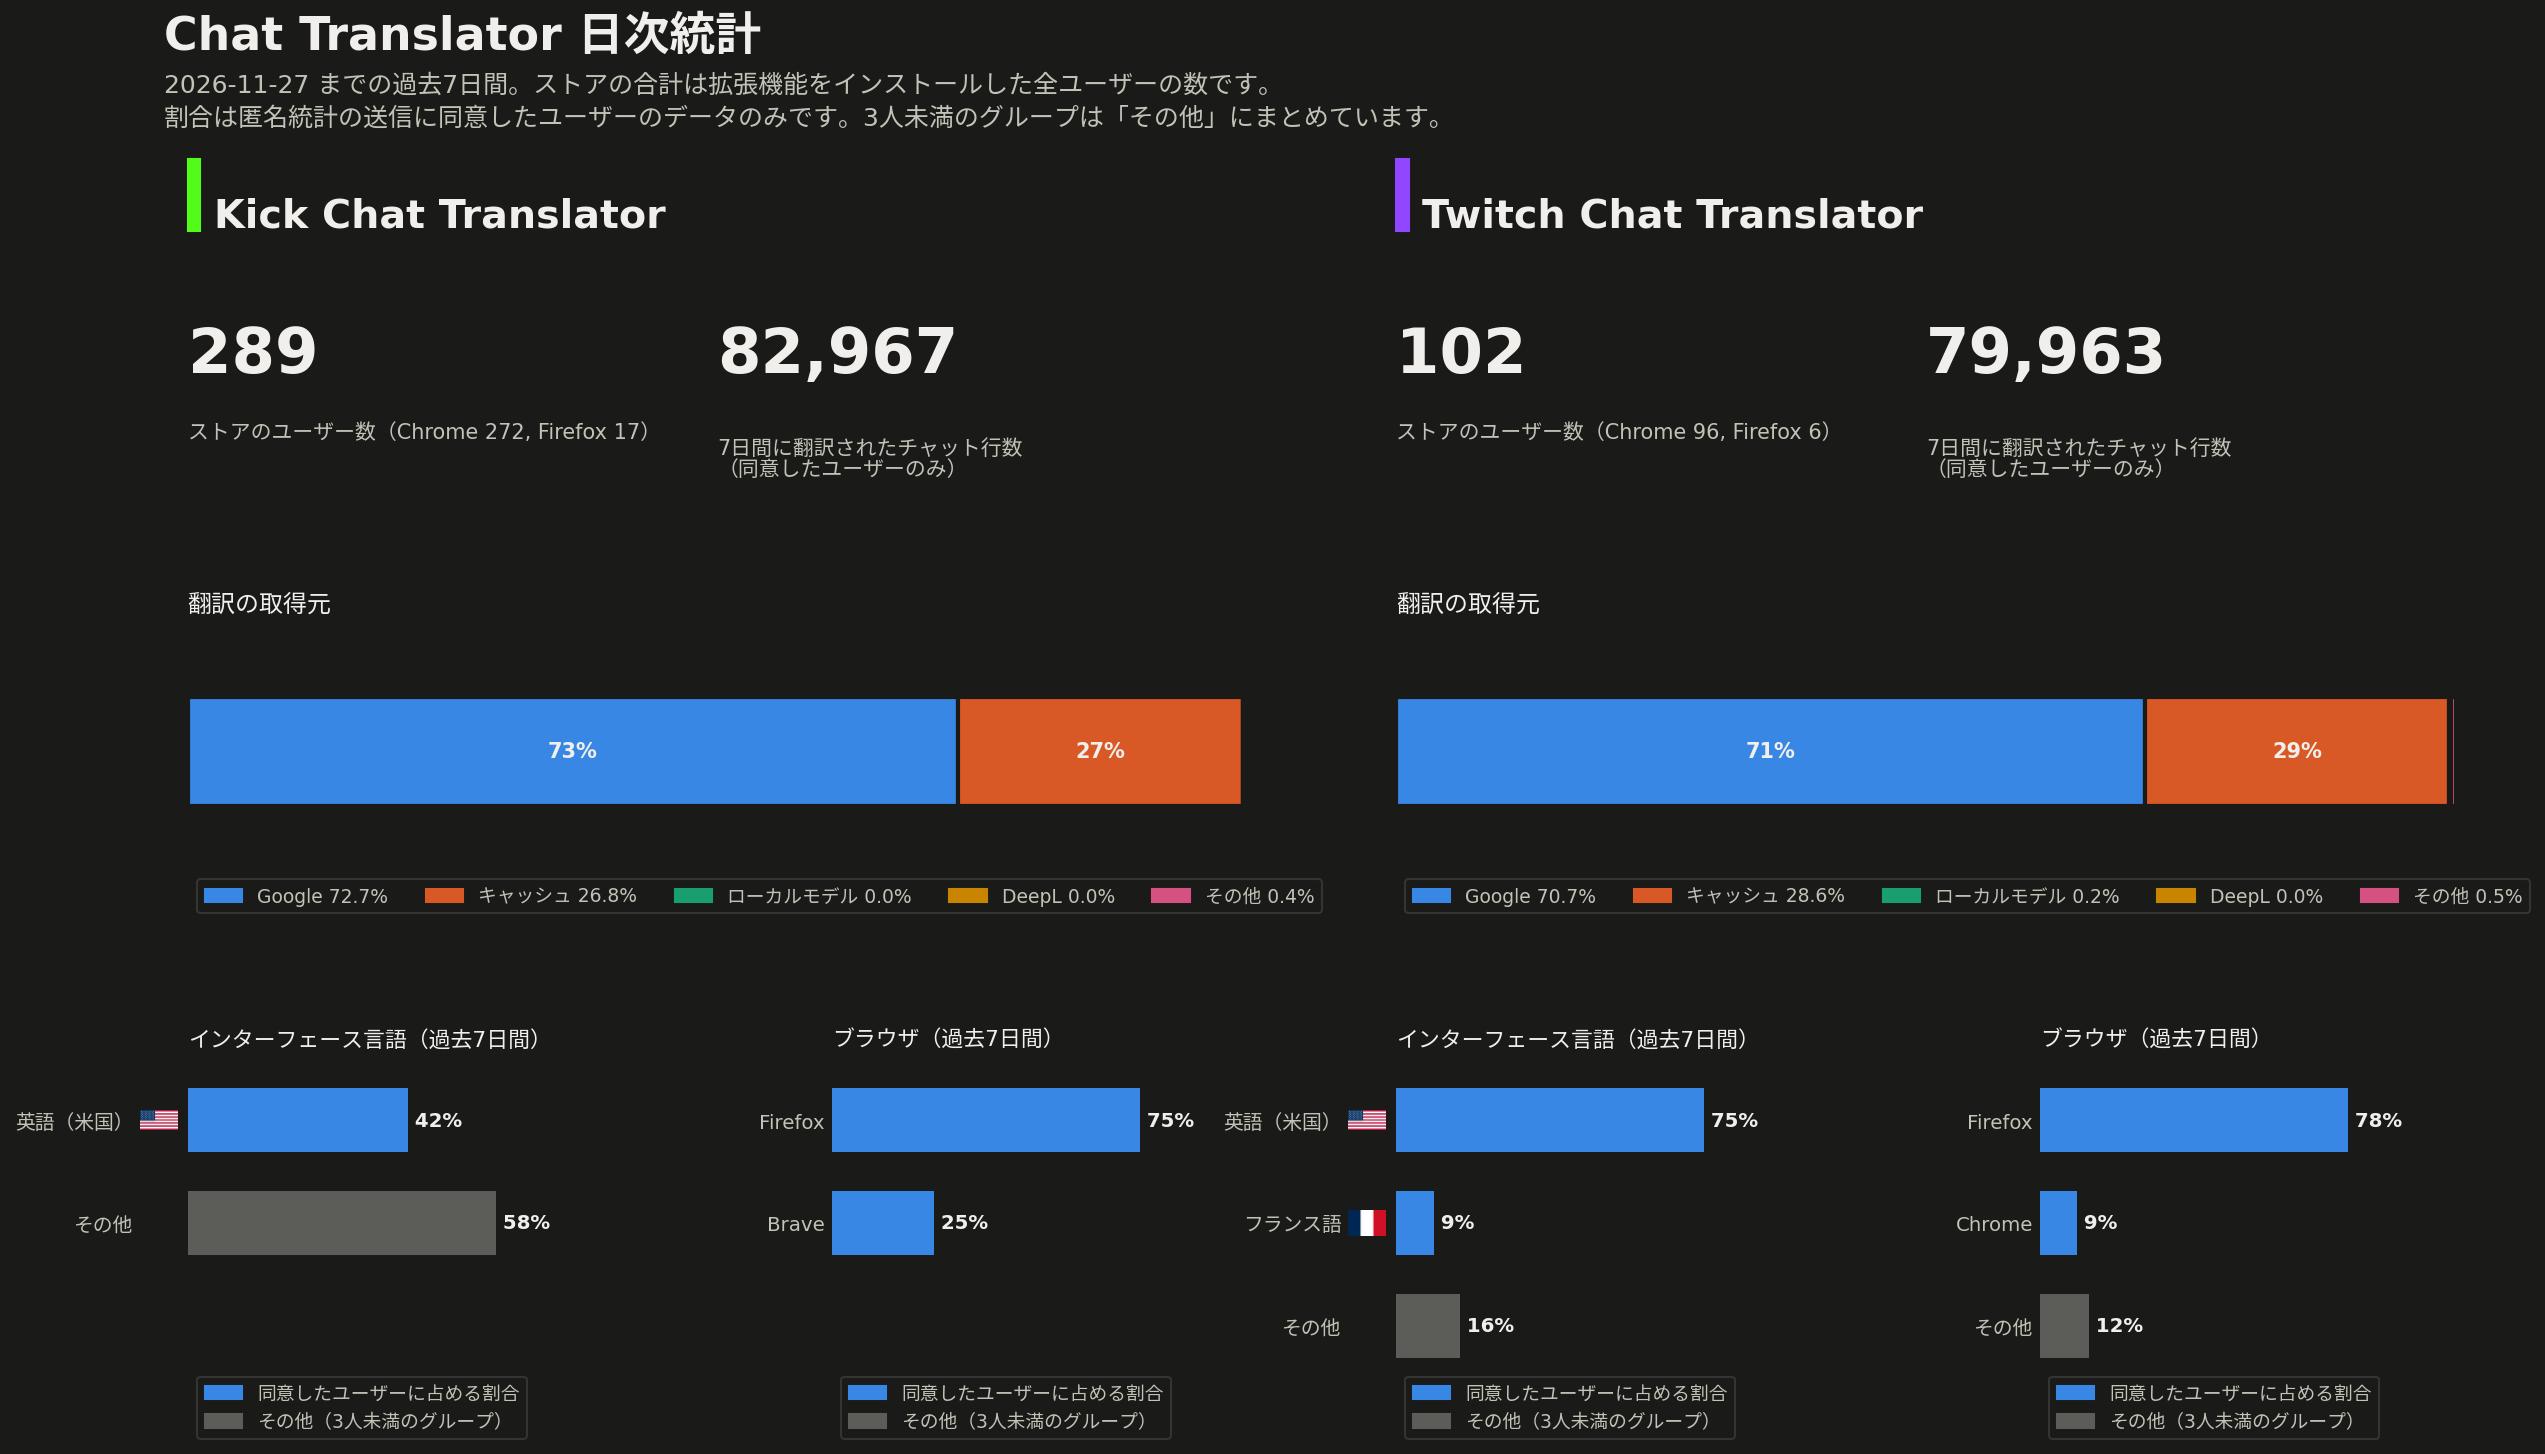 Chat Translator 日次統計
2026-11-27 までの過去7日間。ストアの合計は拡張機能をインストールした全ユーザーの数です。
割合は匿名統計の送信に同意したユーザーのデータのみです。3人未満のグループは「その他」にまとめています。
Kick Chat Translator
289
ストアのユーザー数（Chrome 272, Firefox 17）
82,967
7日間に翻訳されたチャット行数
（同意したユーザーのみ）
翻訳の取得元
73%
27%
Google 72.7%
キャッシュ 26.8%
ローカルモデル 0.0%
DeepL 0.0%
その他 0.4%
インターフェース言語（過去7日間）
英語（米国）
42%
その他
58%
同意したユーザーに占める割合
その他（3人未満のグループ）
ブラウザ（過去7日間）
Firefox
75%
Brave
25%
同意したユーザーに占める割合
その他（3人未満のグループ）
Twitch Chat Translator
102
ストアのユーザー数（Chrome 96, Firefox 6）
79,963
7日間に翻訳されたチャット行数
（同意したユーザーのみ）
翻訳の取得元
71%
29%
Google 70.7%
キャッシュ 28.6%
ローカルモデル 0.2%
DeepL 0.0%
その他 0.5%
インターフェース言語（過去7日間）
英語（米国）
75%
フランス語
9%
その他
16%
同意したユーザーに占める割合
その他（3人未満のグループ）
ブラウザ（過去7日間）
Firefox
78%
Chrome
9%
その他
12%
同意したユーザーに占める割合
その他（3人未満のグループ）